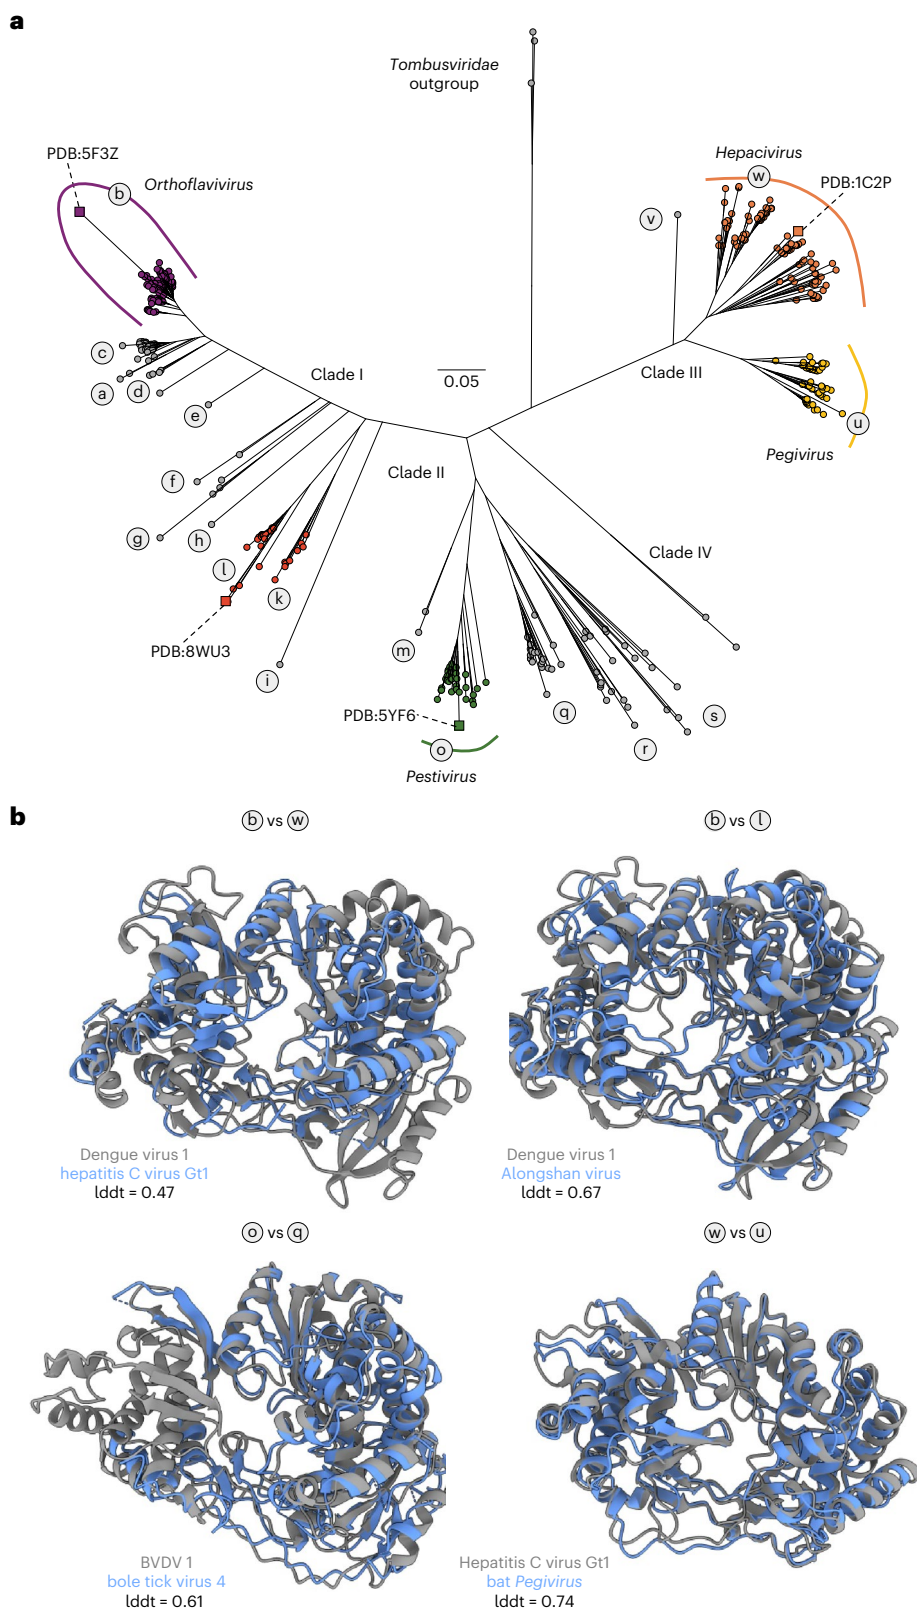 a
Tombusviridae
outgroup
PDB:5F3Z
b
Orthoflavivirus
Hepacivirus
w
PDB:1C2P
v
c
a
d
e
Clade I
0.05
Clade III
u
Pegivirus
f
g
h
l
k
PDB:8WU3
i
Clade II
Clade IV
m
PDB:5YF6
o
Pestivirus
q
r
s
b
b vs w
b vs l
Dengue virus 1
hepatitis C virus Gt1
lddt = 0.47
Dengue virus 1
Alongshan virus
lddt = 0.67
o vs q
w vs u
BVDV 1
bole tick virus 4
lddt = 0.61
Hepatitis C virus Gt1
bat Pegivirus
lddt = 0.74